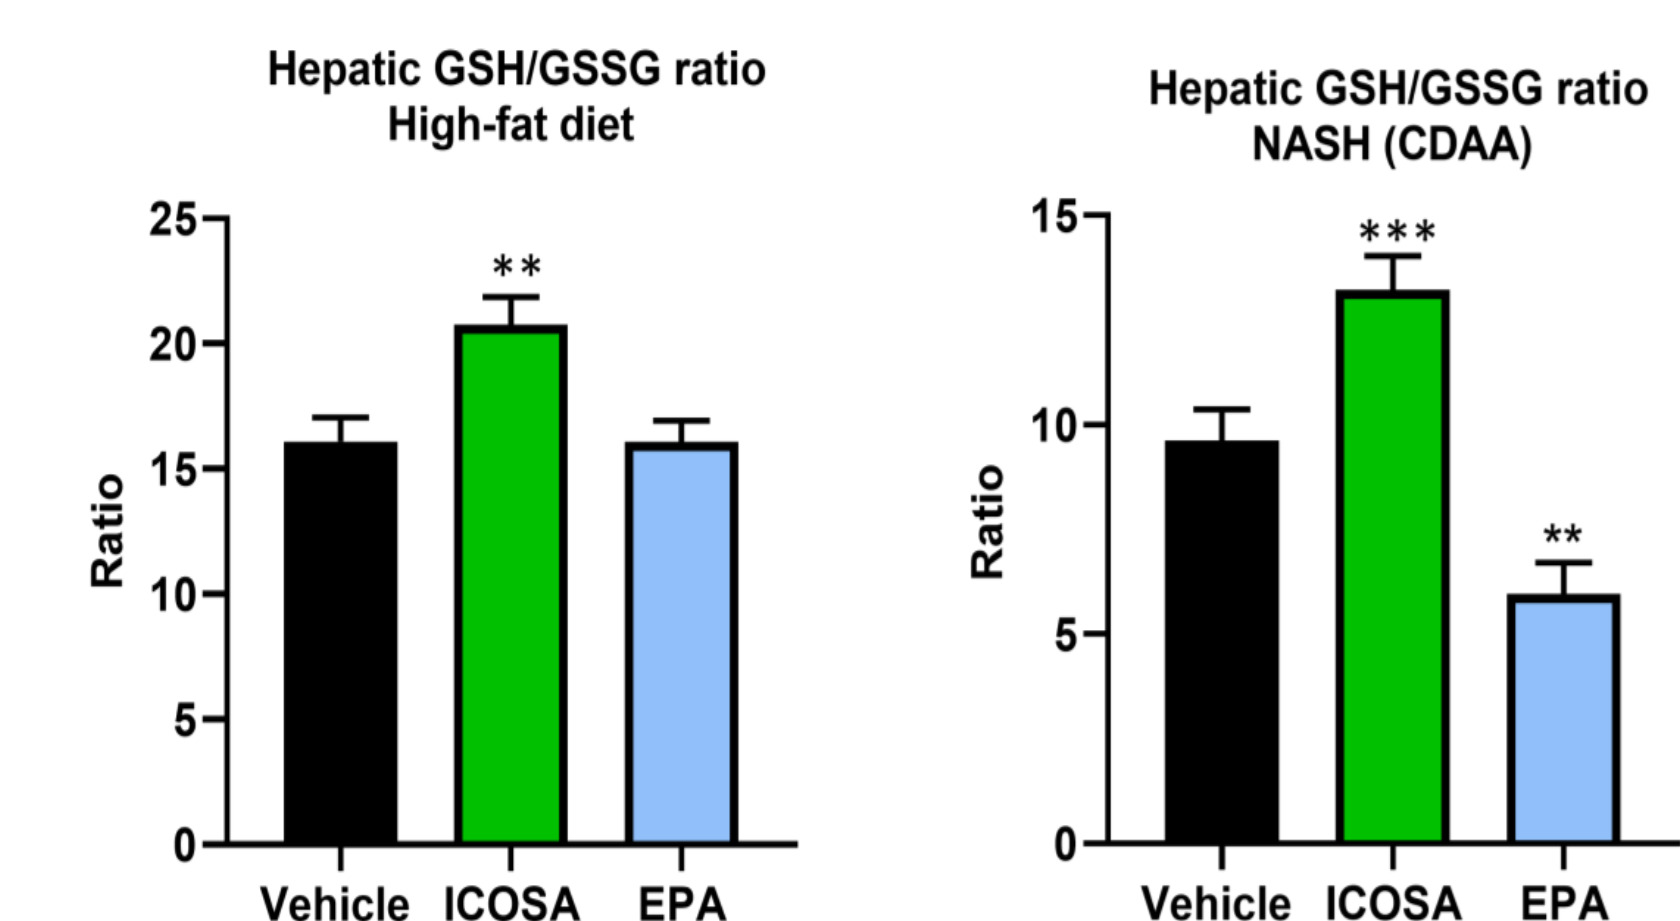 Hepatic GSH/GSSG ratio
High-fat diet
25
20
15
10
5
0
Ratio
**
Vehicle ICOSA EPA
Hepatic GSH/GSSG ratio
NASH (CDAA)
15
10
5
0
Ratio
***
**
Vehicle ICOSA EPA